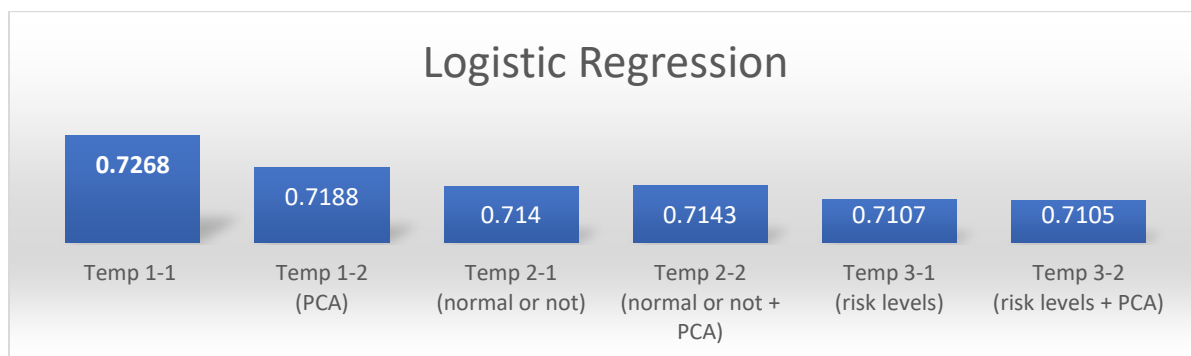 Logistic Regression
0.7268
0.7188
0.714
0.7143
0.7107
0.7105
Temp 1-1
Temp 1-2
(PCA)
Temp 2-1
(normal or not)
Temp 2-2
(normal or not +
PCA)
Temp 3-1
(risk levels)
Temp 3-2
(risk levels + PCA)